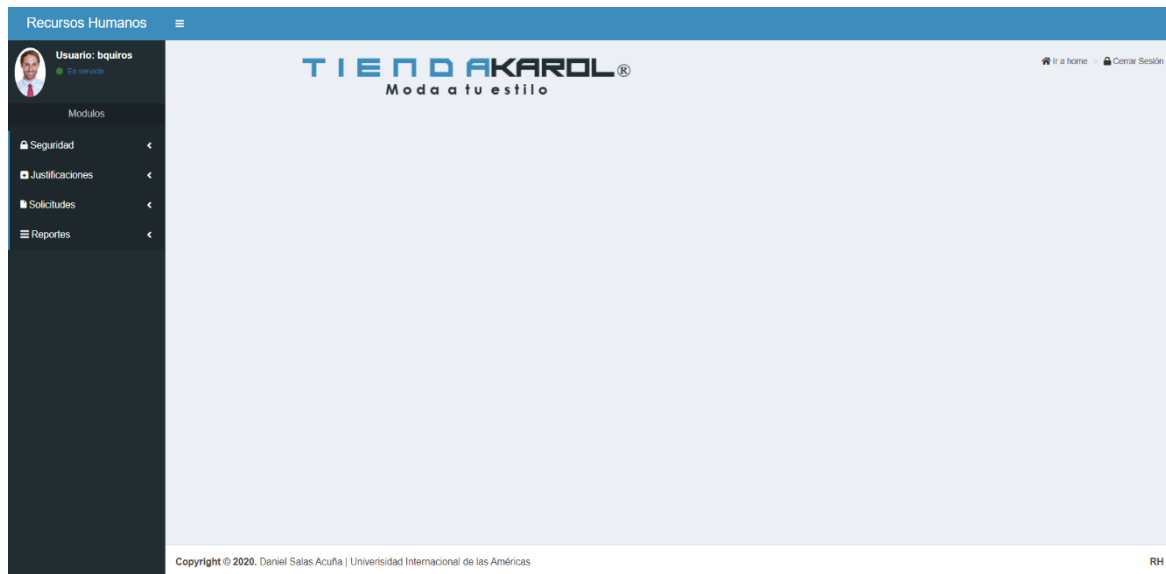 Recursos Humanos
Usuario: bquiros
En servicio
Modulos
Seguridad
Justificaciones
Solicitudes
Reportes
TIENDAKAROL®
Moda a tu estilo
Ir a home > Cerrar Sesión
Copyright © 2020. Daniel Salas Acuña | Univerisidad Internacional de las Américas
RH